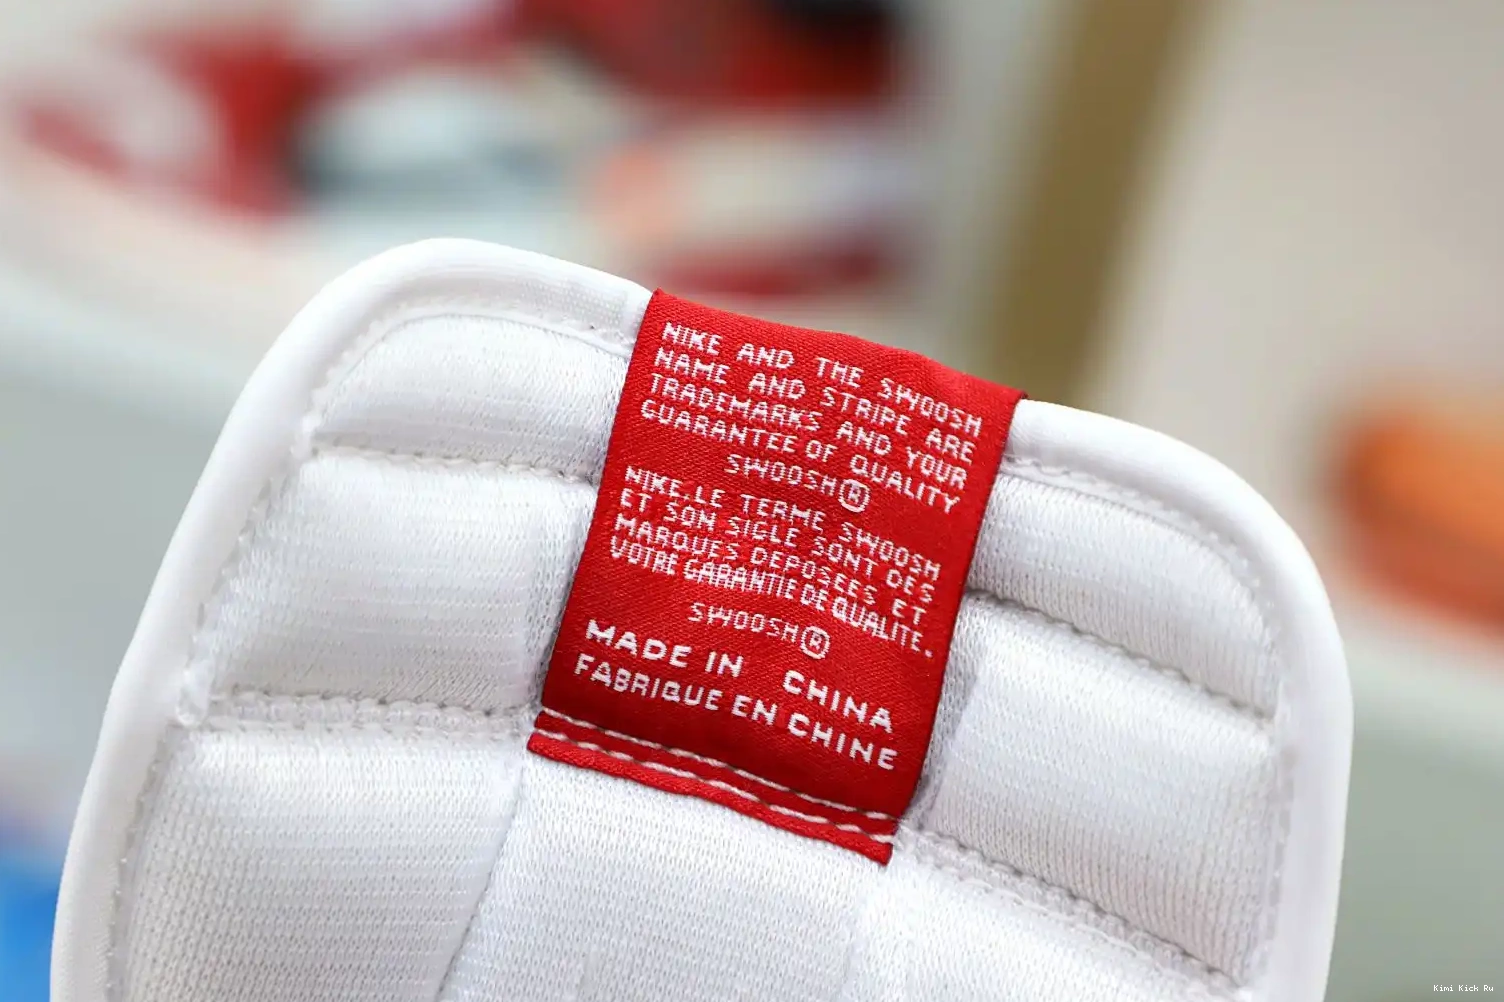 NIKE AND THE SWOOSH
NAME AND STRIPE ARE
TRADEMARKS AND YOUR
GUARANTEE OF QUALITY
SWOOSH®
NIKE.LE TERME SWOOSH
ET SON SIGLE SONT DES
MARQUES DEPOSEES ET
VOTRE GARANTIE DE QUALITE.
SWOOSH®
MADE IN CHINA
FABRIQUE EN CHINE
Kimi Kick Ru